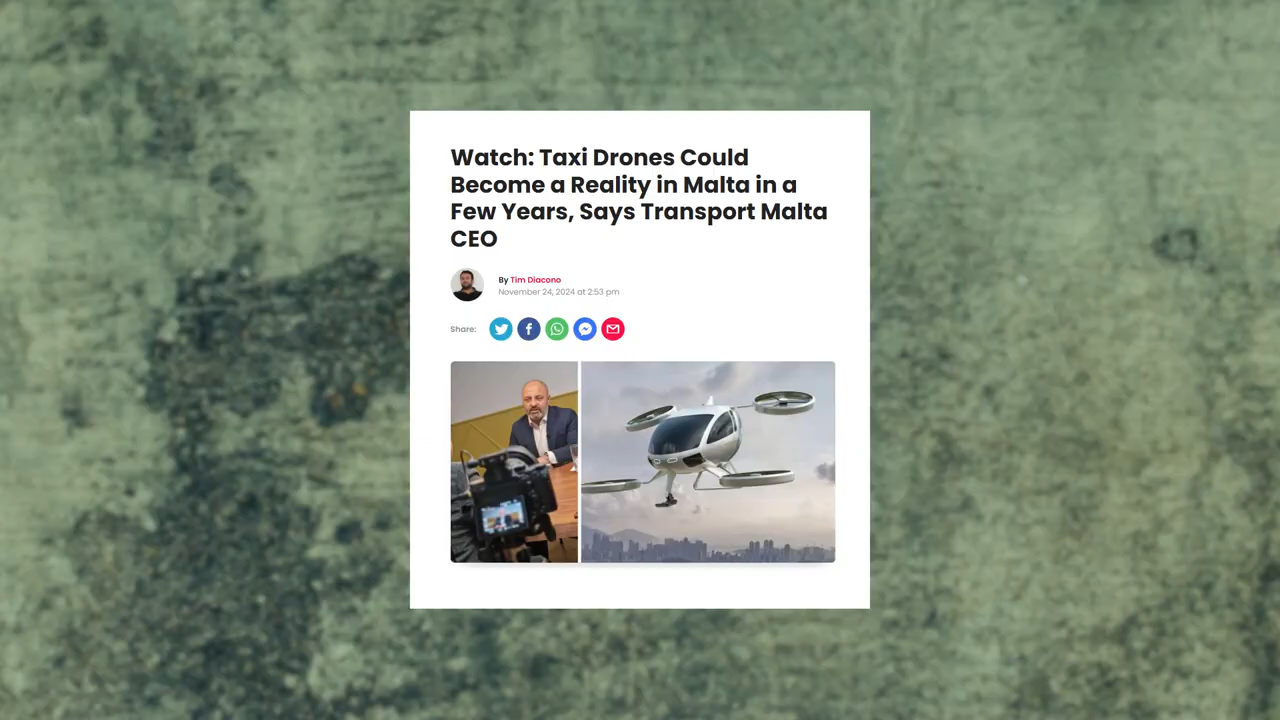 Watch: Taxi Drones Could
Become a Reality in Malta in a
Few Years, Says Transport Malta
CEO
By Tim Diacono
November 24, 2024 at 2:53 pm
Share: